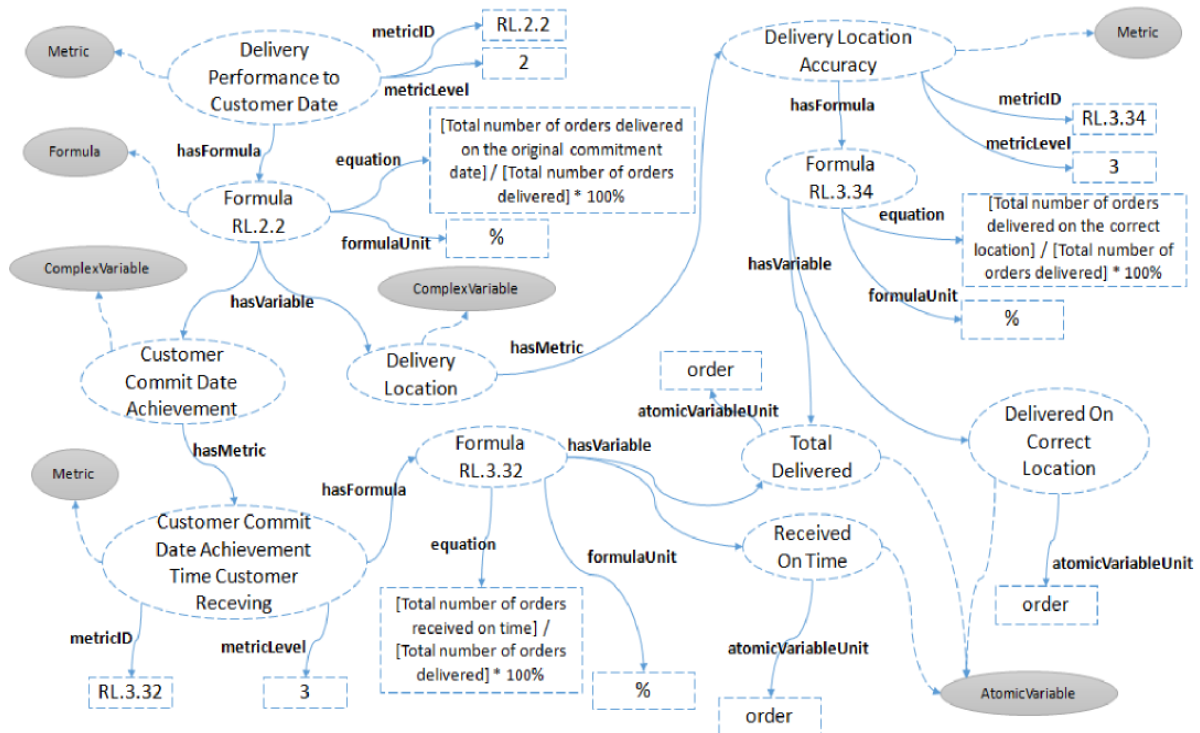 Metric
Delivery
Performance to
Customer Date
metricID
RL.2.2
2
metricLevel
hasFormula
Formula
equation
[Total number of orders delivered
on the original commitment
date] / [Total number of orders
delivered] * 100%
Formula
RL.2.2
formulaUnit
%
ComplexVariable
hasVariable
ComplexVariable
Customer
Commit Date
Achievement
Delivery
Location
hasMetric
Delivery Location
Accuracy
Metric
hasFormula
metricID
RL.3.34
metricLevel
3
Formula
RL.3.34
equation
[Total number of orders
delivered on the correct
location] / [Total number of
orders delivered] * 100%
hasVariable
formulaUnit
%
order
atomicVariableUnit
Total
Delivered
Delivered On
Correct
Location
hasMetric
Metric
Customer Commit
Date Achievement
Time Customer
Receving
hasFormula
Formula
RL.3.32
hasVariable
equation
formulaUnit
Received
On Time
atomicVariableUnit
order
metricID
metricLevel
RL.3.32
3
[Total number of orders
received on time] /
[Total number of orders
delivered] * 100%
%
atomicVariableUnit
order
AtomicVariable